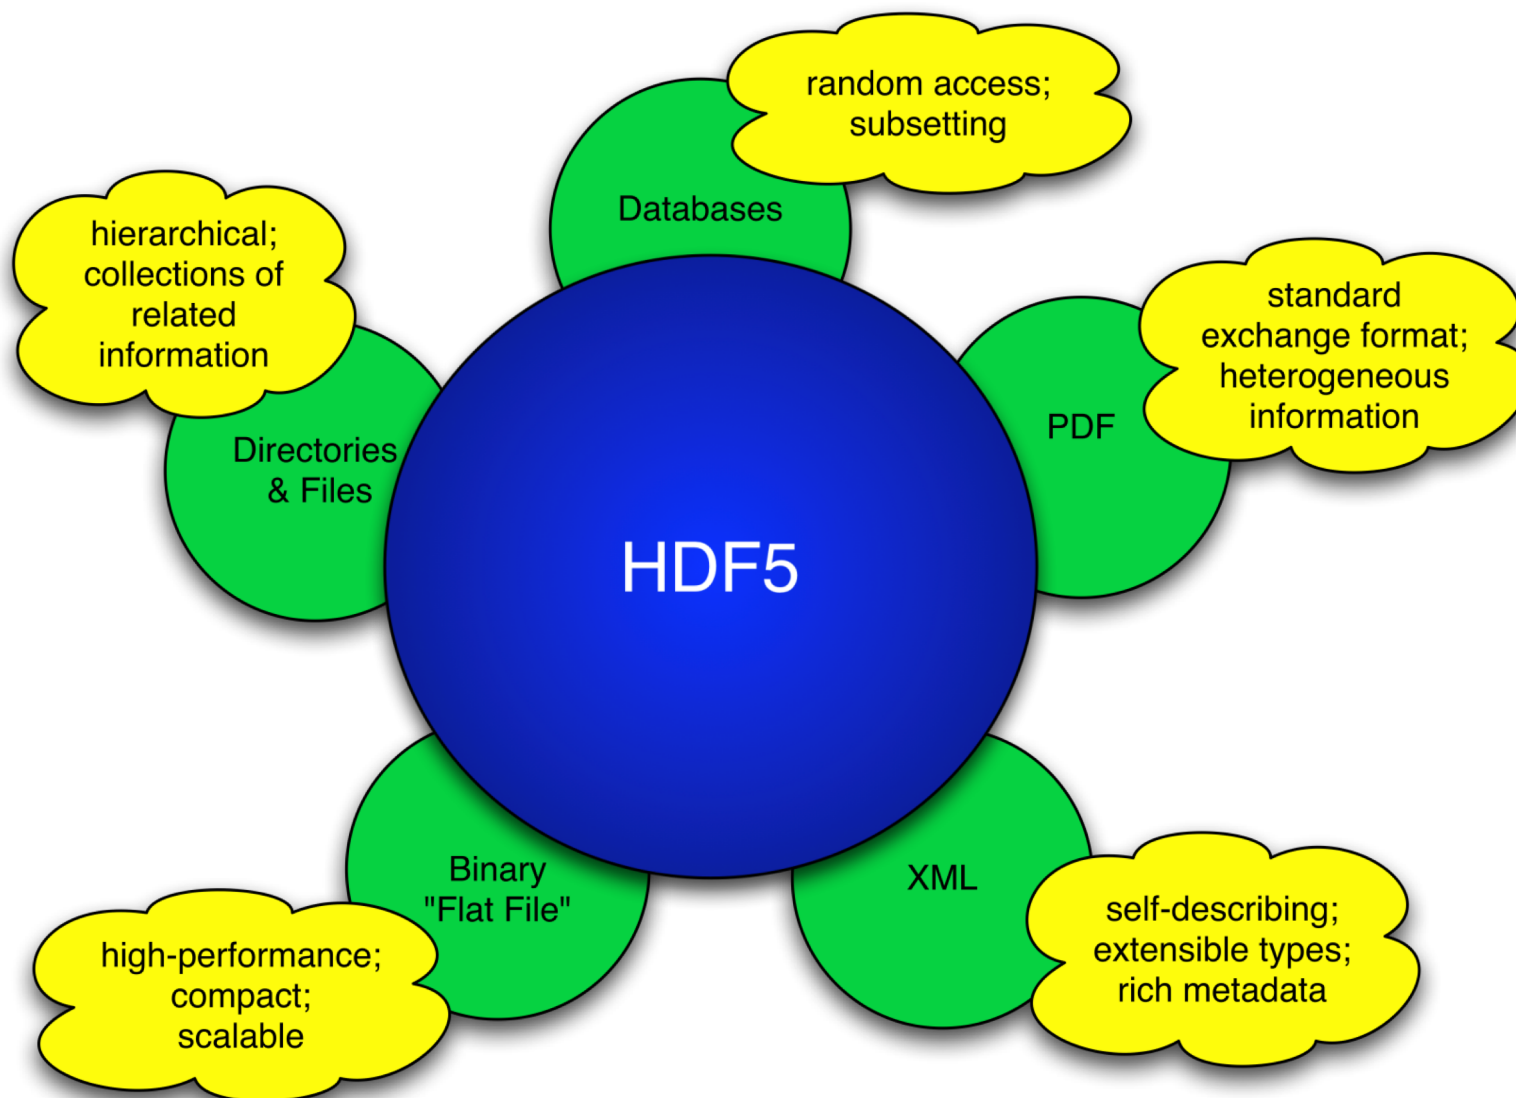 random access;
subsetting
Databases
hierarchical;
collections of
related
information
Directories
& Files
standard
exchange format;
heterogeneous
information
PDF
HDF5
Binary
"Flat File"
high-performance;
compact;
scalable
XML
self-describing;
extensible types;
rich metadata